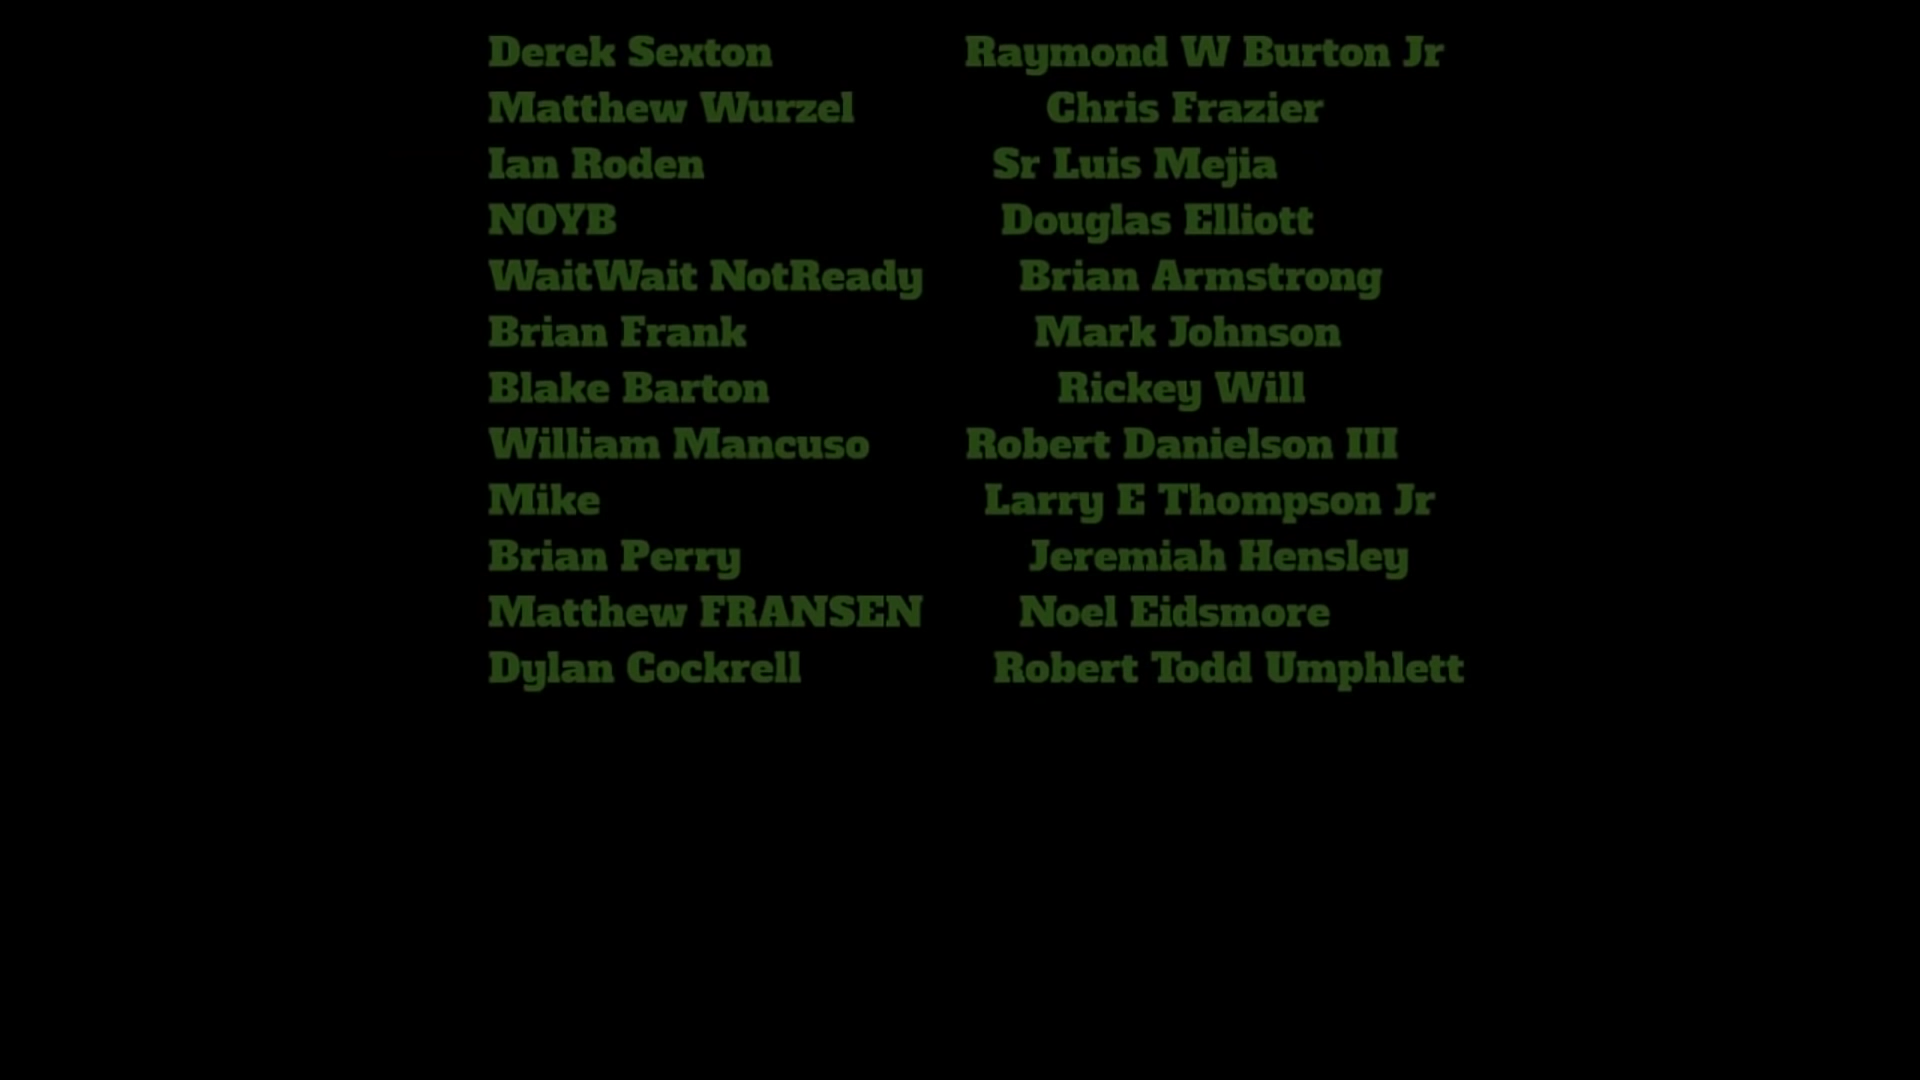 Derek Sexton Raymond W Burton Jr
Matthew Wurzel Chris Frazier
Ian Roden Sr Luis Mejia
NOYB Douglas Elliott
WaitWait NotReady Brian Armstrong
Brian Frank Mark Johnson
Blake Barton Rickey Will
William Mancuso Robert Danielson III
Mike Larry E Thompson Jr
Brian Perry Jeremiah Hensley
Matthew FRANSEN Noel Eidsmore
Dylan Cockrell Robert Todd Umphlett